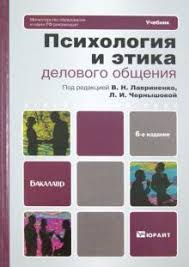 Министерство образования
и науки РФ рекомендует
Учебник
Психология
и этика
делового общения
Под редакцией В. Н. Лавриненко,
Л. И. Чернышовой
6-е издание
Бакалавр
ЮРАЙТ